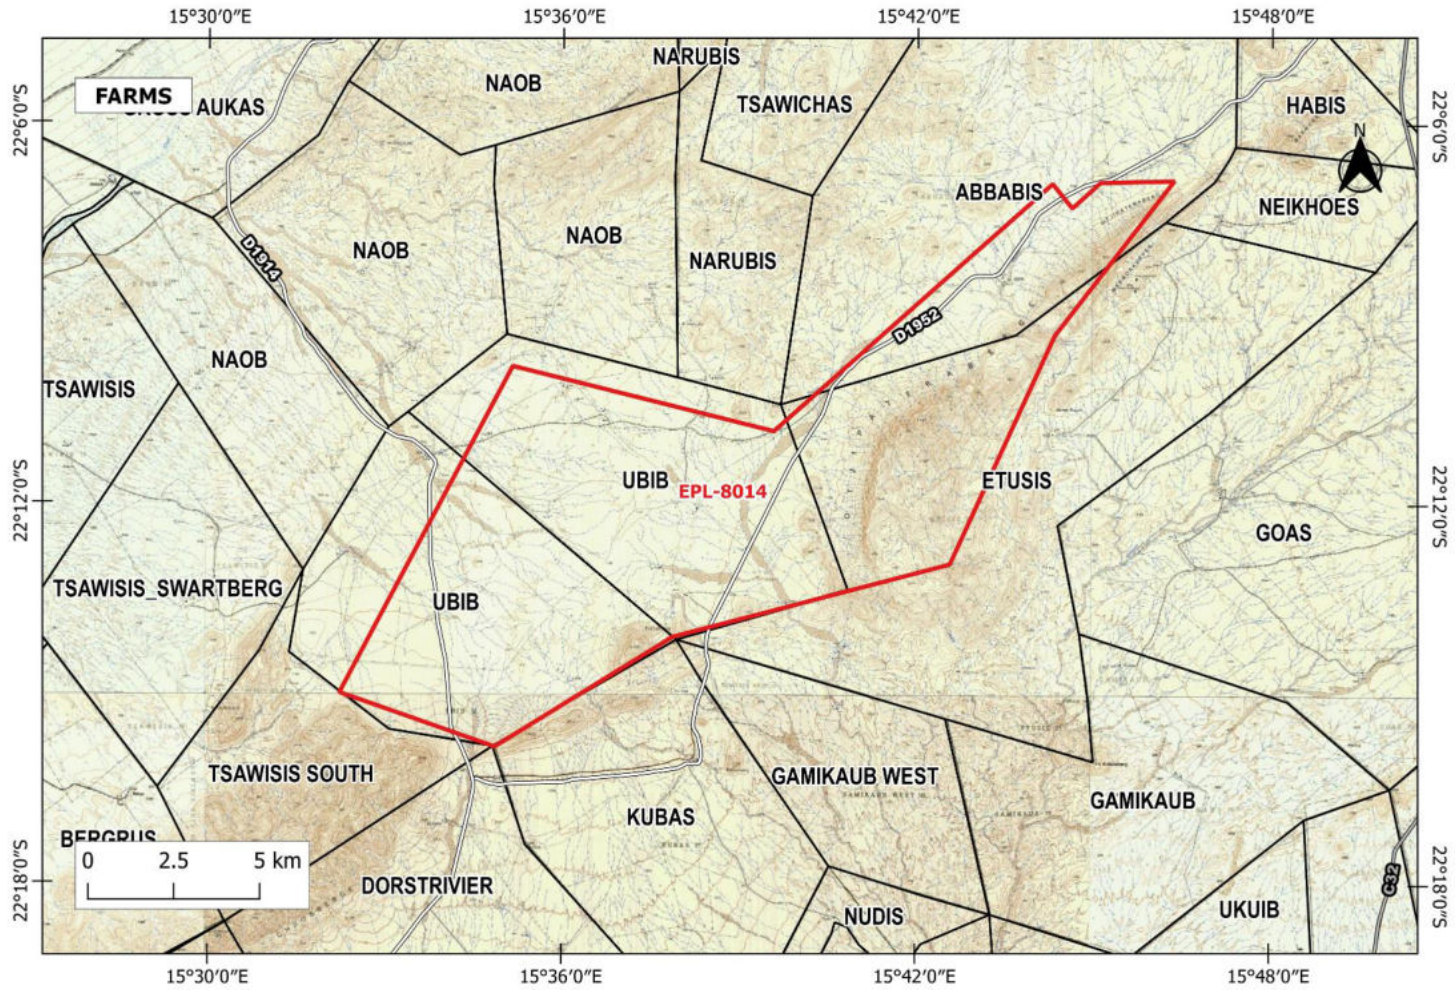 15°30′0″E
15°36′0″E
15°42′0″E
15°48′0″E
NARUBIS
NAOB
FARMS
AUKAS
TSAWICHAS
HABIS
22°6′0″S
22°6′0″S
N
ABBABIS
NEIKHOES
NAOB
NAOB
NARUBIS
D1914
D1952
NAOB
TSAWISIS
UBIB
EPL-8014
ETUSIS
22°12′0″S
22°12′0″S
GOAS
TSAWISIS_SWARTBERG
UBIB
TSAWISIS SOUTH
GAMIKAUB WEST
GAMIKAUB
KUBAS
BERGRUS
0 2.5 5 km
DORSTRIVIER
22°18′0″S
22°18′0″S
C32
NUDIS
UKUIB
15°30′0″E
15°36′0″E
15°42′0″E
15°48′0″E